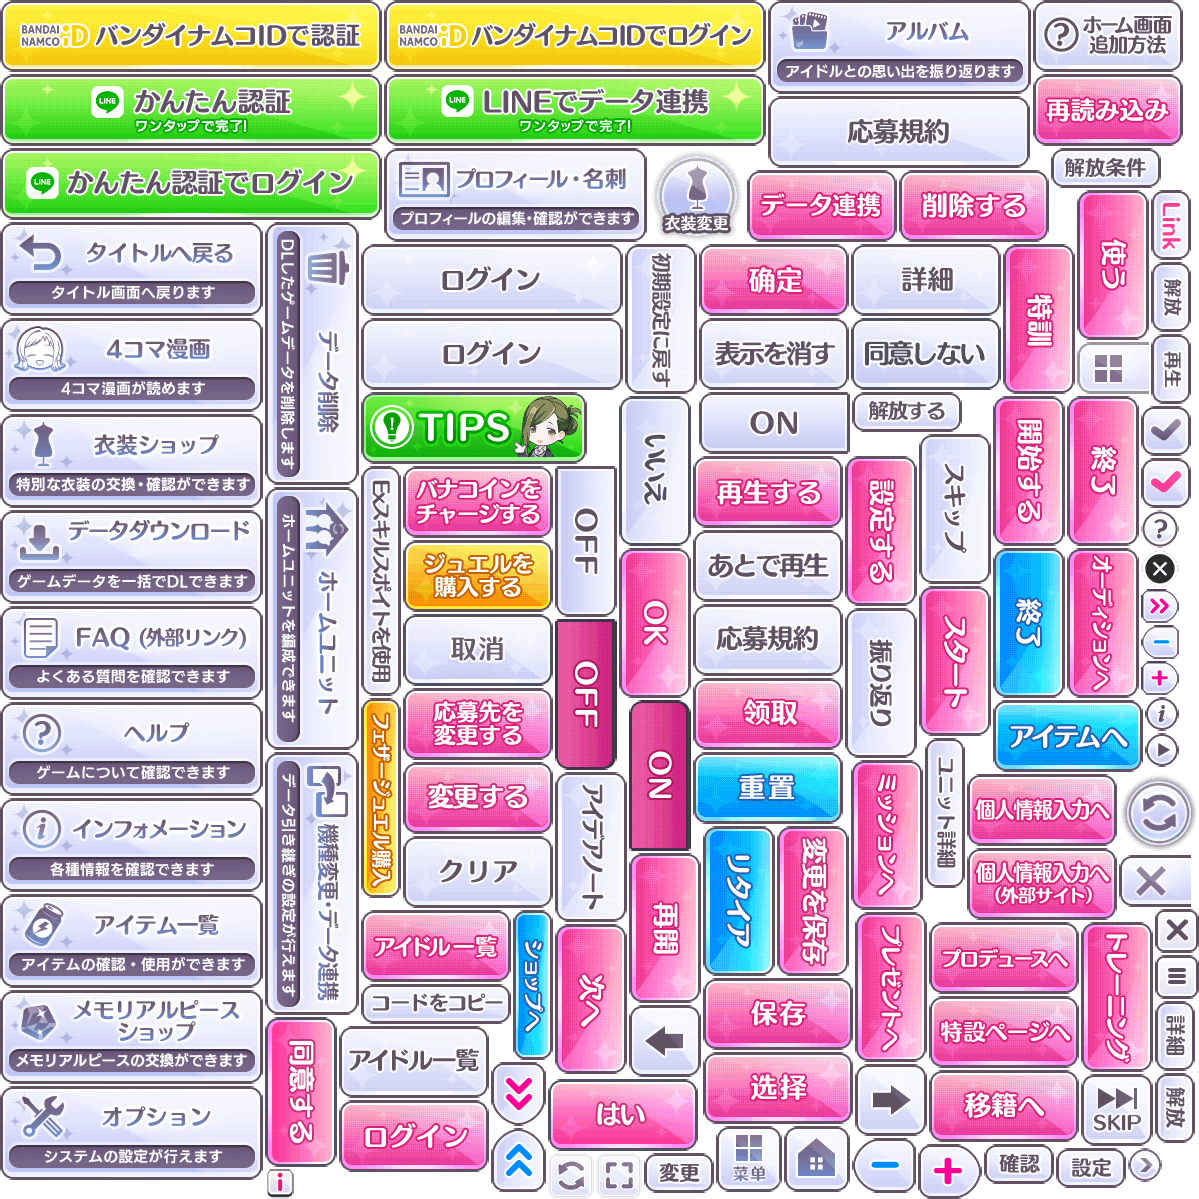 BANDAI NAMCO iD バンダイナムコIDで認証
BANDAI NAMCO iD バンダイナムコIDでログイン
アルバム
アイドルとの思い出を振り返ります
ホーム画面
追加方法
LINE かんたん認証
ワンタップで完了!
LINE LINEでデータ連携
ワンタップで完了!
応募規約
再読み込み
LINE かんたん認証でログイン
プロフィール・名刺
プロフィールの編集・確認ができます
衣装変更
データ連携
削除する
解放条件
使う
Link
タイトルへ戻る
タイトル画面へ戻ります
データ削除
DLしたゲームデータを削除します
ログイン
初期設定に戻す
确定
詳細
特訓
解放
4コマ漫画
4コマ漫画が読めます
ログイン
表示を消す
同意しない
再生
TIPS
いいえ
ON
解放する
開始する
終了
衣装ショップ
特別な衣装の交換・確認ができます
Exスキルスポイトを使用
バナコインを
チャージする
OFF
再生する
設定する
スキップ
データダウンロード
ゲームデータを一括でDLできます
ホームユニット
ホームユニットを編成できます
ジュエルを
購入する
OK
あとで再生
終了
オーディションへ
FAQ (外部リンク)
よくある質問を確認できます
取消
OFF
応募規約
振り返り
スタート
ヘルプ
ゲームについて確認できます
フェザージュエル購入
応募先を
変更する
ON
领取
アイテムへ
インフォメーション
各種情報を確認できます
機種変更・データ連携
データ引き継ぎの設定が行えます
変更する
アイデアノート
重置
ミッションへ
ユニット詳細
個人情報入力へ
クリア
リタイア
変更を保存
個人情報入力へ
(外部サイト)
アイテム一覧
アイテムの確認・使用ができます
アイドル一覧
ショップへ
次へ
再開
プレゼントへ
プロデュースへ
トレーニング
メモリアルピース
ショップ
メモリアルピースの交換ができます
コードをコピー
保存
特設ページへ
詳細
同意する
アイドル一覧
选择
移籍へ
SKIP
解放
オプション
システムの設定が行えます
ログイン
はい
変更
菜单
確認
設定